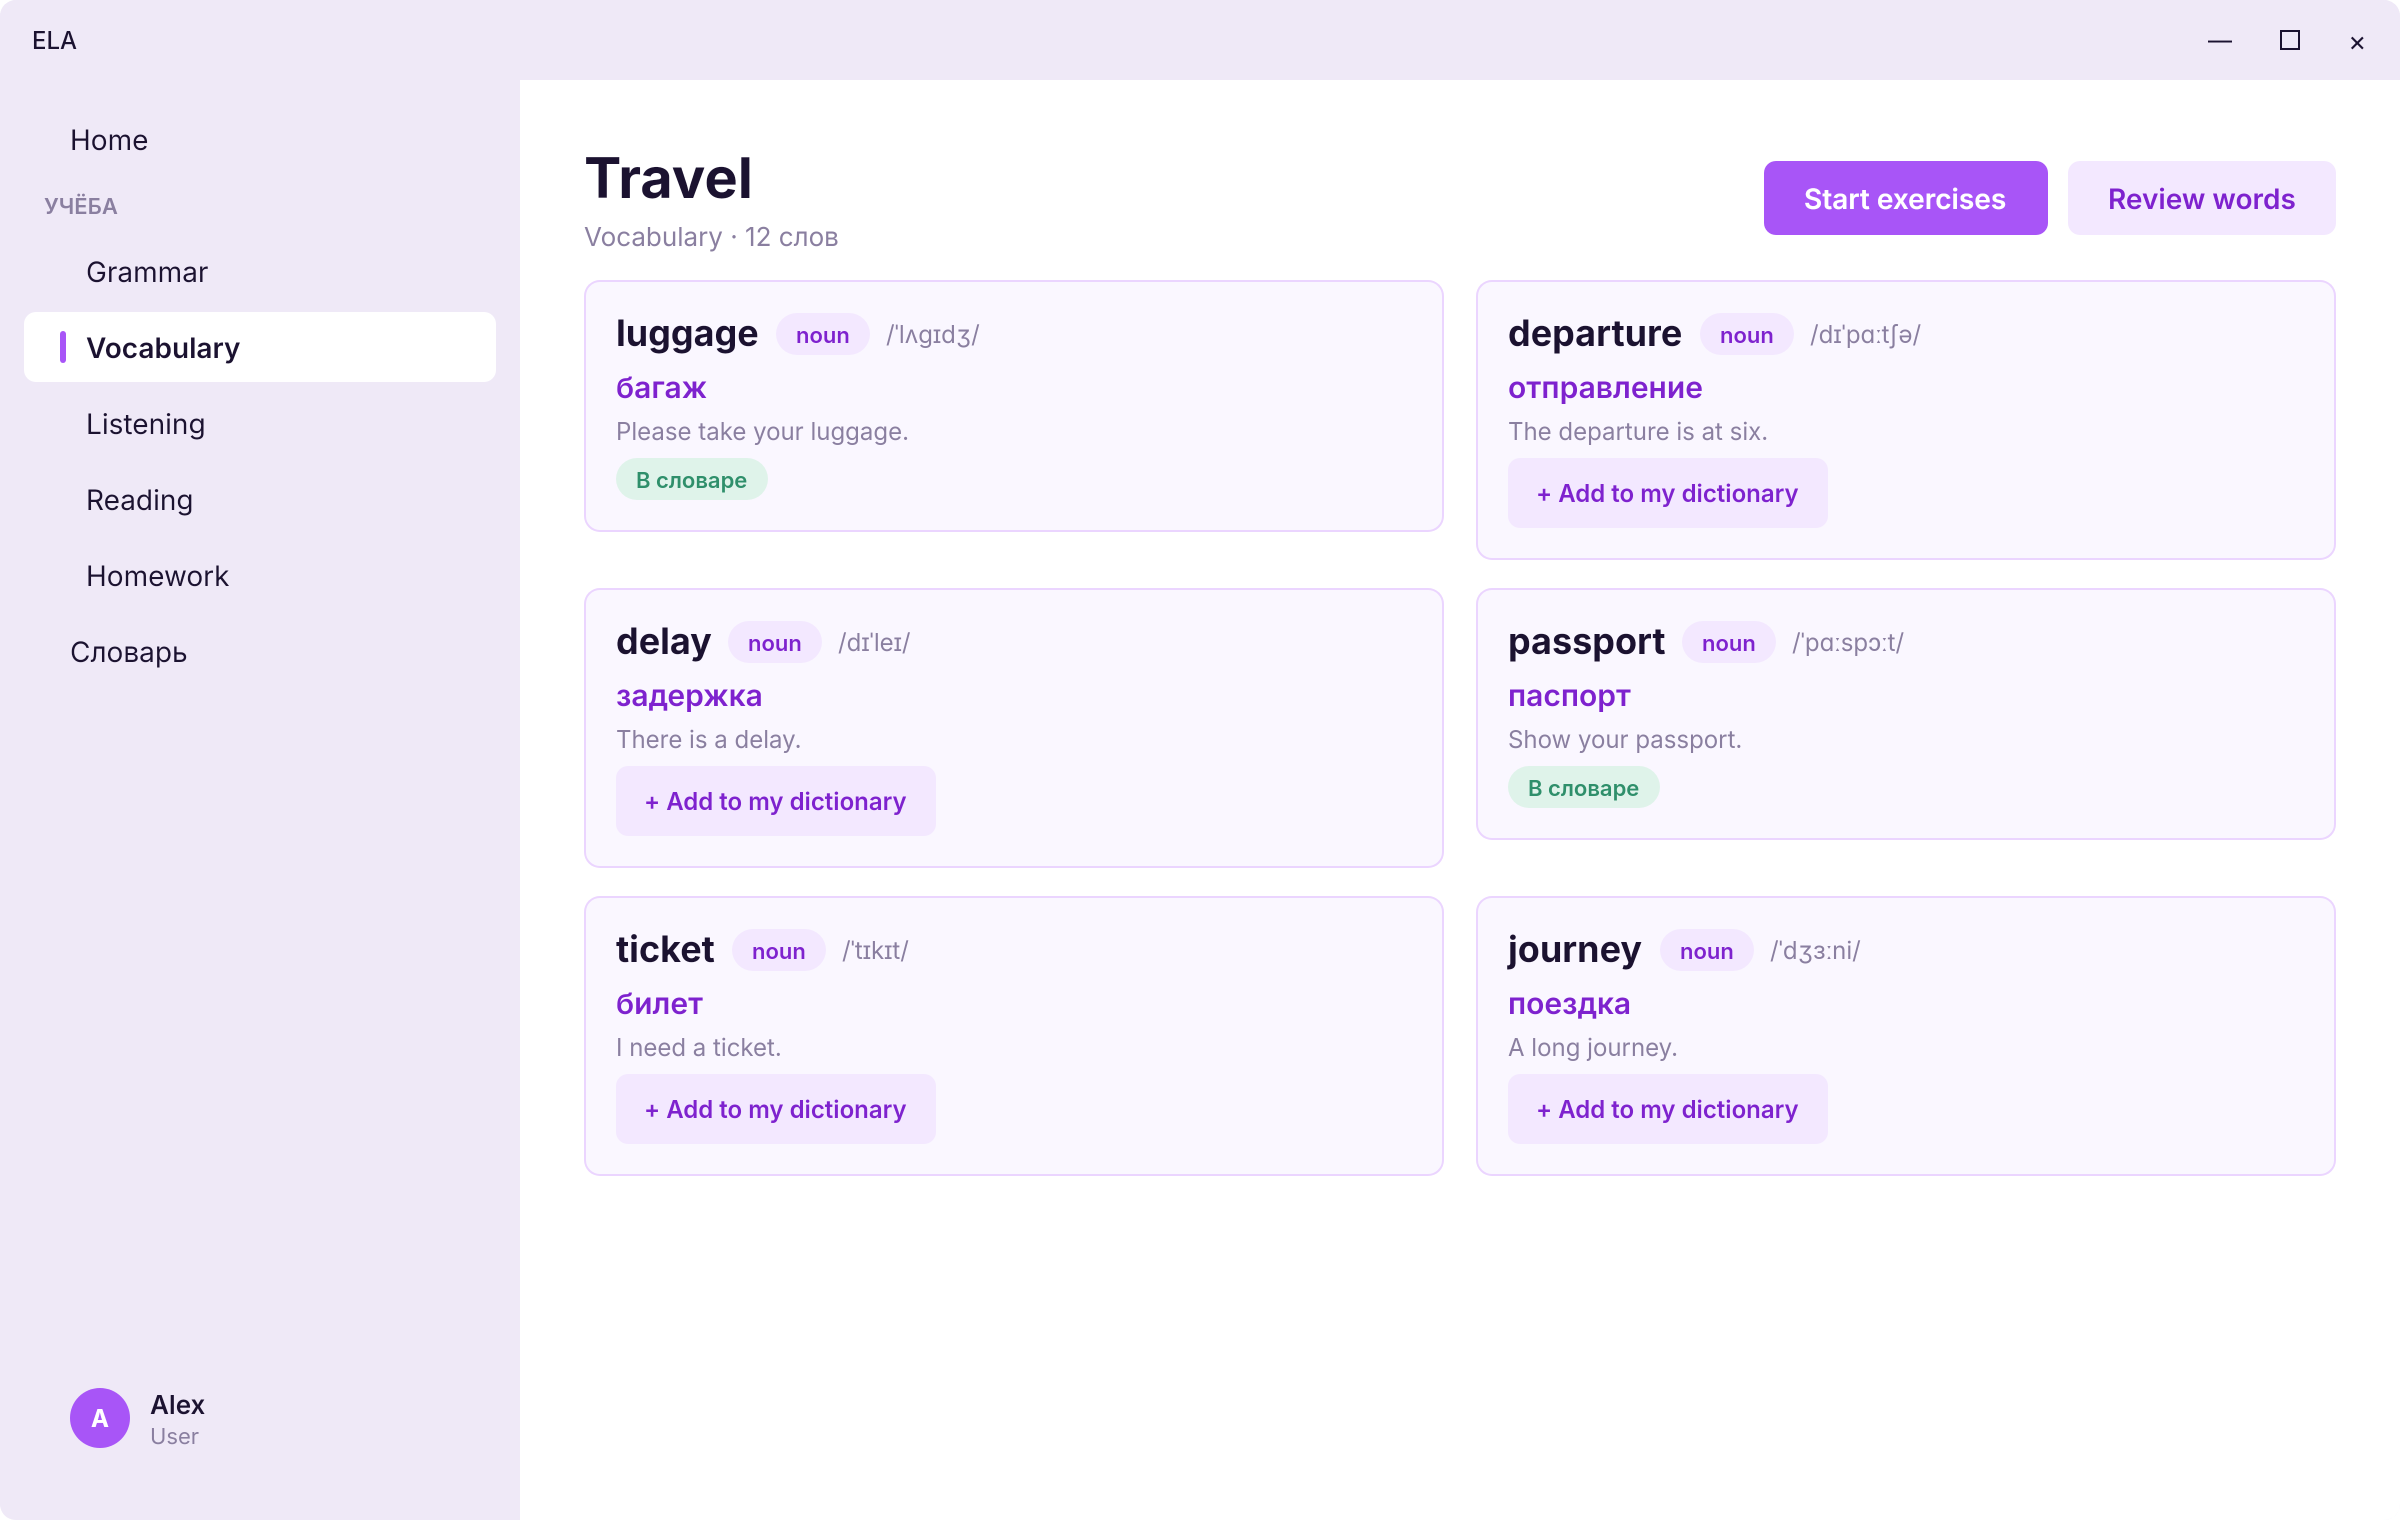 ELA
Home
УЧЁБА
Grammar
Vocabulary
Listening
Reading
Homework
Словарь
A
Alex
User
Travel
Vocabulary · 12 слов
Start exercises
Review words
luggage noun /ˈlʌɡɪdʒ/
багаж
Please take your luggage.
В словаре
departure noun /dɪˈpɑːtʃə/
отправление
The departure is at six.
+ Add to my dictionary
delay noun /dɪˈleɪ/
задержка
There is a delay.
+ Add to my dictionary
passport noun /ˈpɑːspɔːt/
паспорт
Show your passport.
В словаре
ticket noun /ˈtɪkɪt/
билет
I need a ticket.
+ Add to my dictionary
journey noun /ˈdʒɜːni/
поездка
A long journey.
+ Add to my dictionary